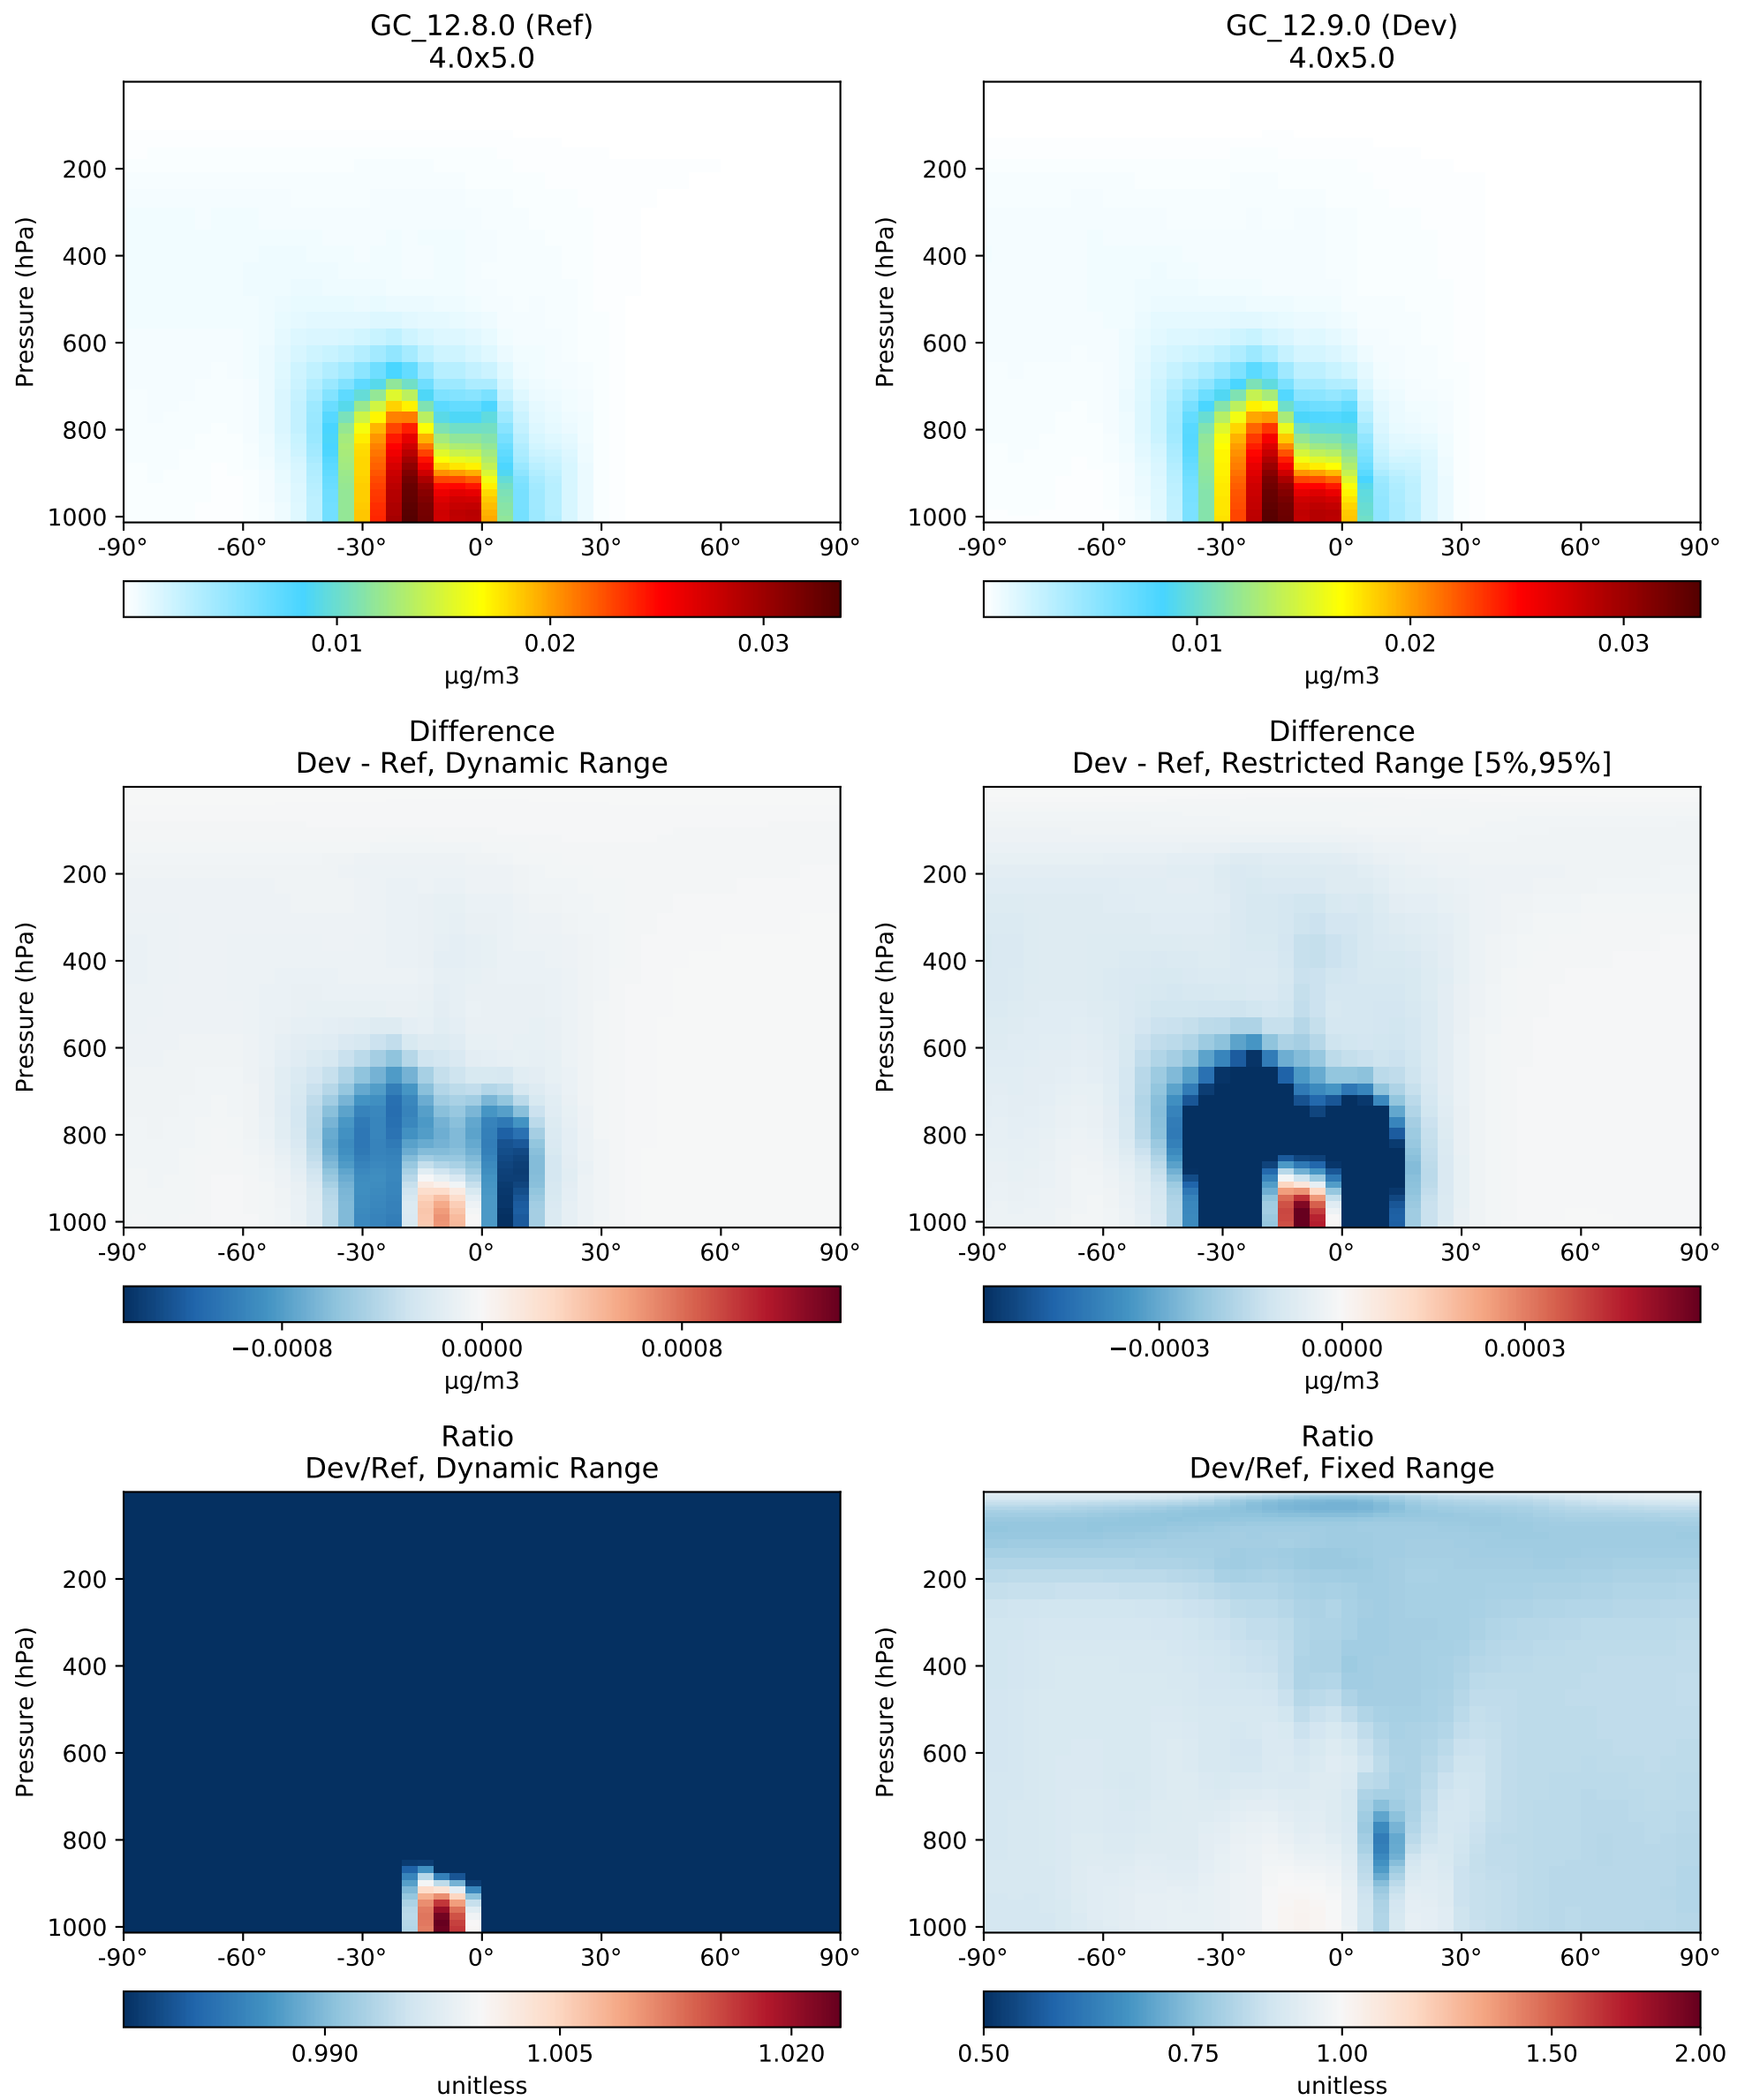 GC_12.8.0 (Ref)
4.0x5.0
Pressure (hPa)
200
400
600
800
1000
-90° -60° -30° 0° 30° 60° 90°
0.01 0.02 0.03
µg/m3
GC_12.9.0 (Dev)
4.0x5.0
Pressure (hPa)
200
400
600
800
1000
-90° -60° -30° 0° 30° 60° 90°
0.01 0.02 0.03
µg/m3
Difference
Dev - Ref, Dynamic Range
Pressure (hPa)
200
400
600
800
1000
-90° -60° -30° 0° 30° 60° 90°
−0.0008 0.0000 0.0008
µg/m3
Difference
Dev - Ref, Restricted Range [5%,95%]
Pressure (hPa)
200
400
600
800
1000
-90° -60° -30° 0° 30° 60° 90°
−0.0003 0.0000 0.0003
µg/m3
Ratio
Dev/Ref, Dynamic Range
Pressure (hPa)
200
400
600
800
1000
-90° -60° -30° 0° 30° 60° 90°
0.990 1.005 1.020
unitless
Ratio
Dev/Ref, Fixed Range
Pressure (hPa)
200
400
600
800
1000
-90° -60° -30° 0° 30° 60° 90°
0.50 0.75 1.00 1.50 2.00
unitless